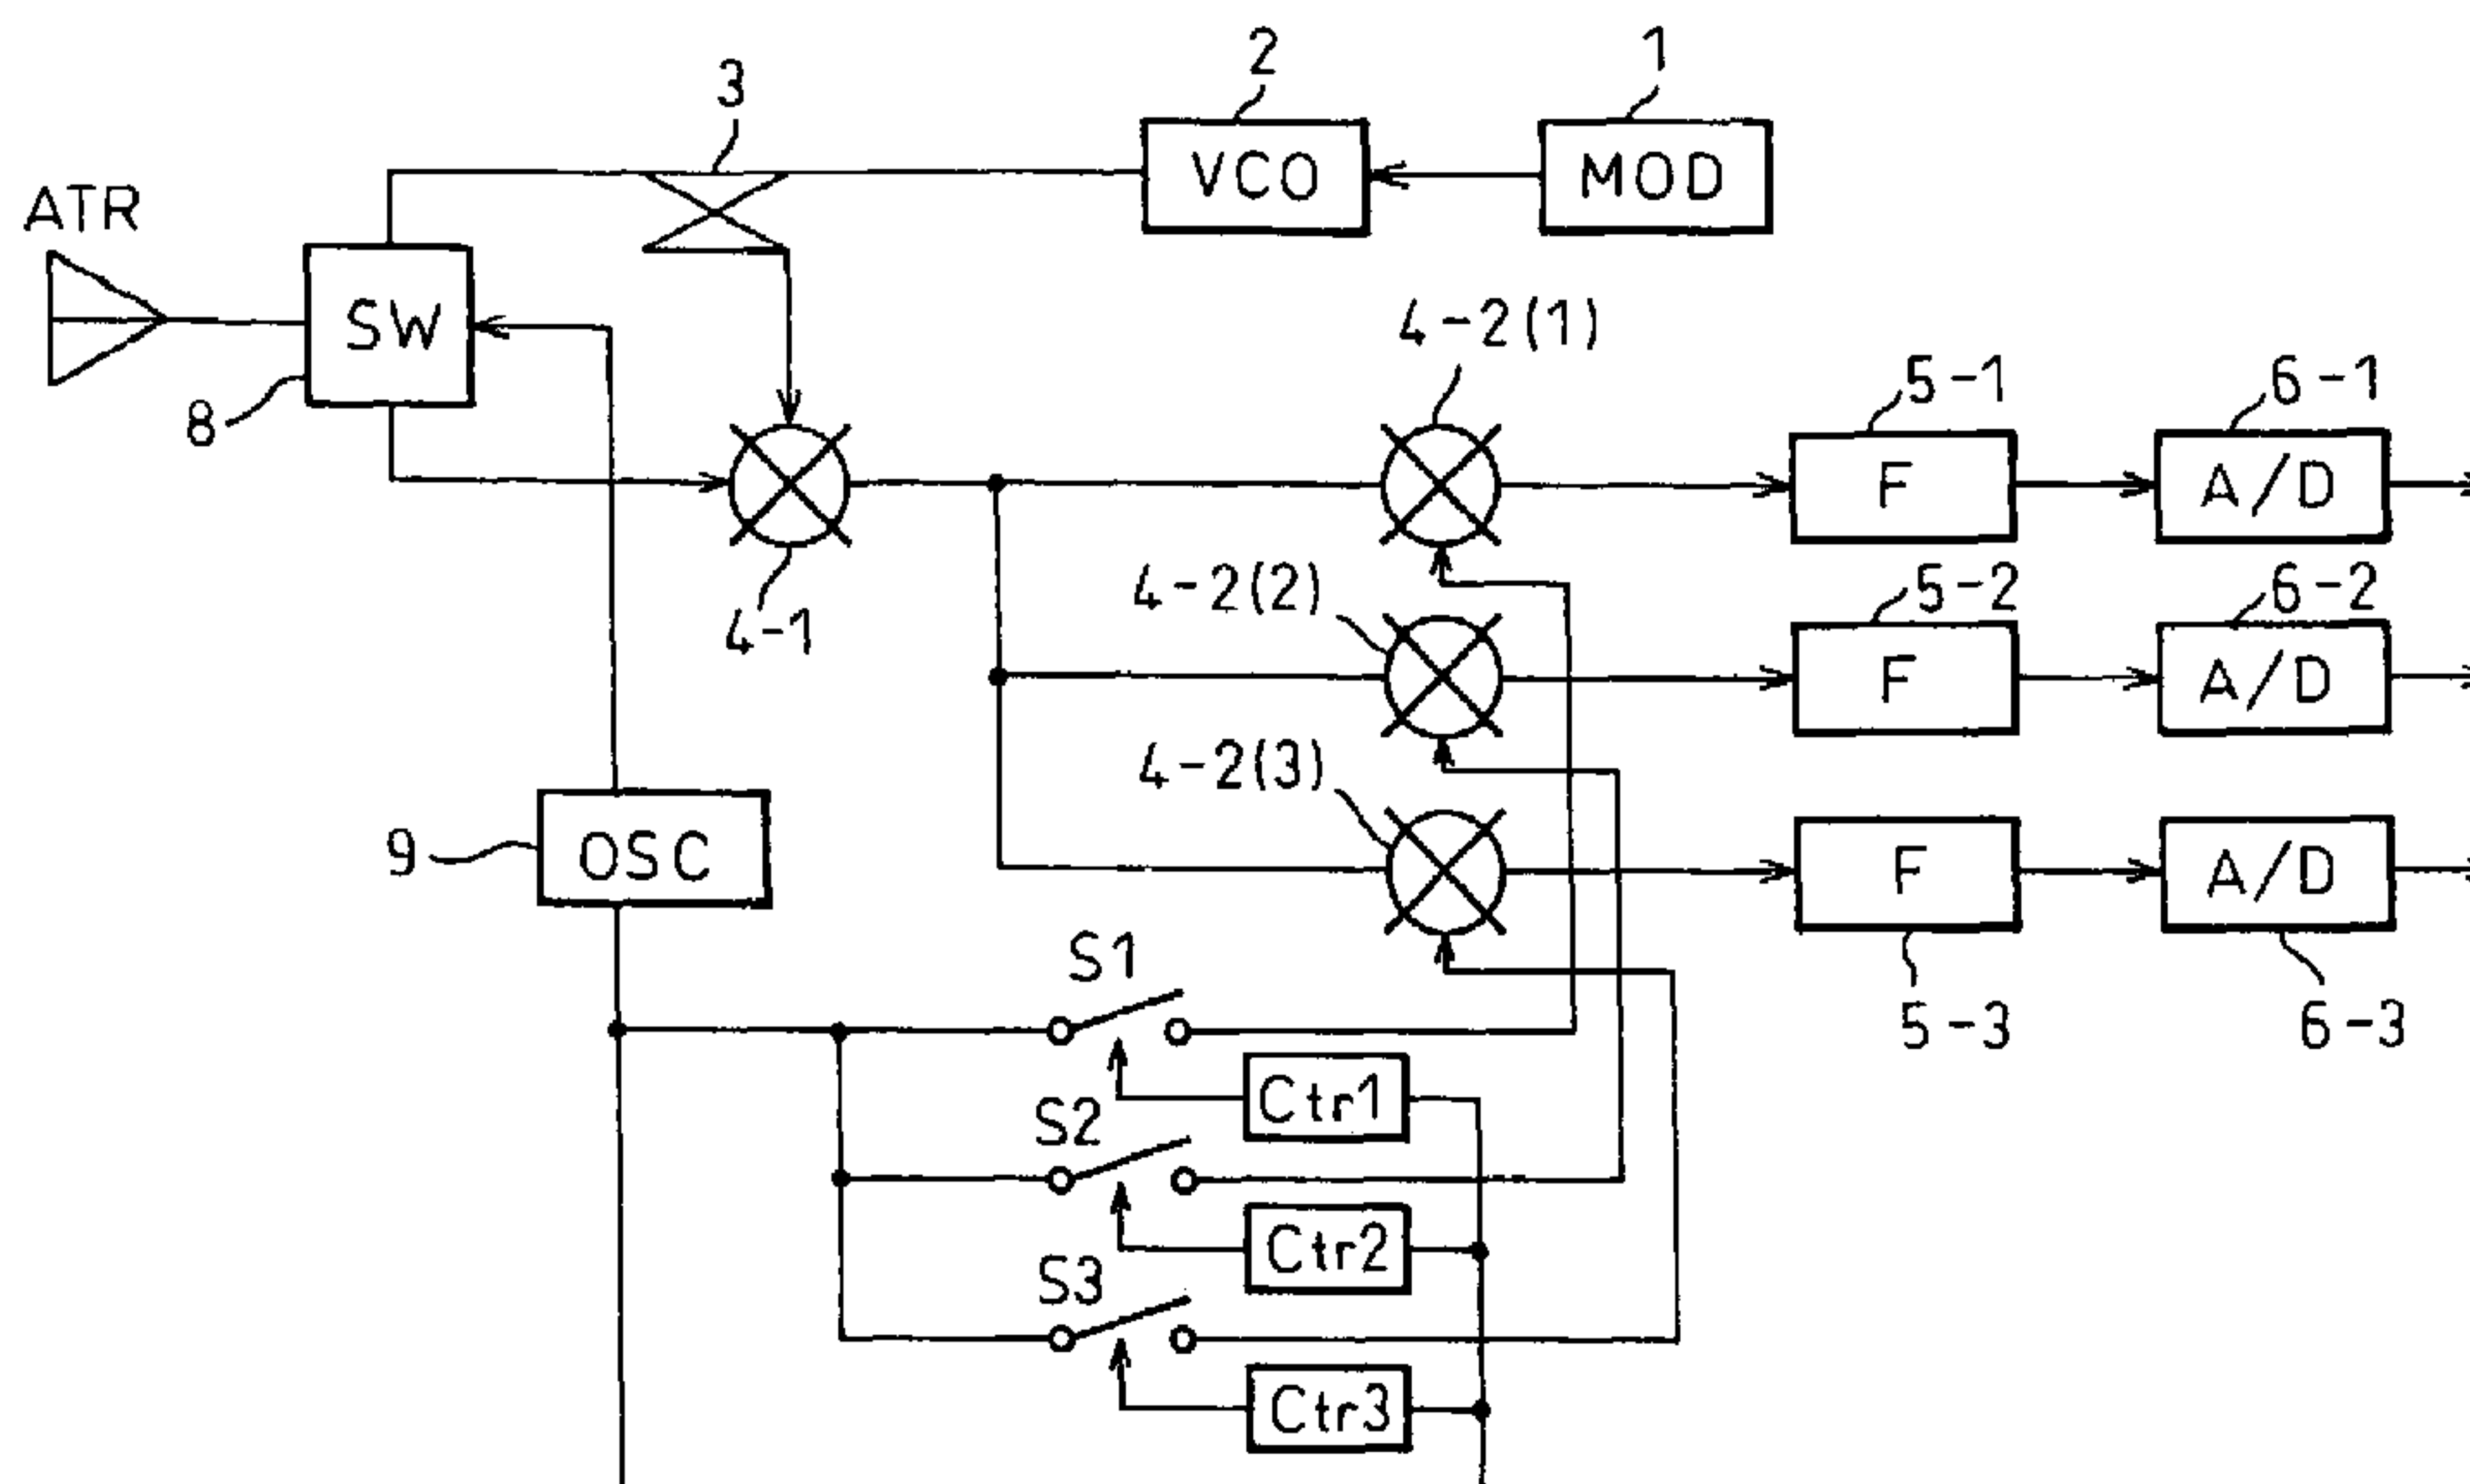 2
1
3
VCO
MOD
ATR
SW
8
4-2(1)
5-1
6-1
F
A/D
4-1
4-2(2)
5-2
6-2
F
A/D
4-2(3)
9
OSC
F
A/D
S1
5-3
6-3
Ctr1
S2
Ctr2
S3
Ctr3